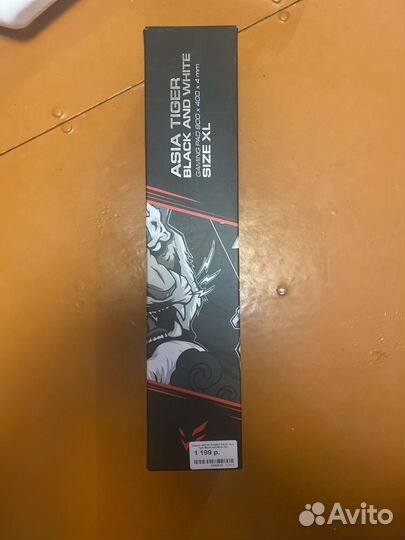 ASIA TIGER
BLACK AND WHITE
GAMING PAD 900 x 400 x 4 mm
SIZE XL
1 199 р.
Avito